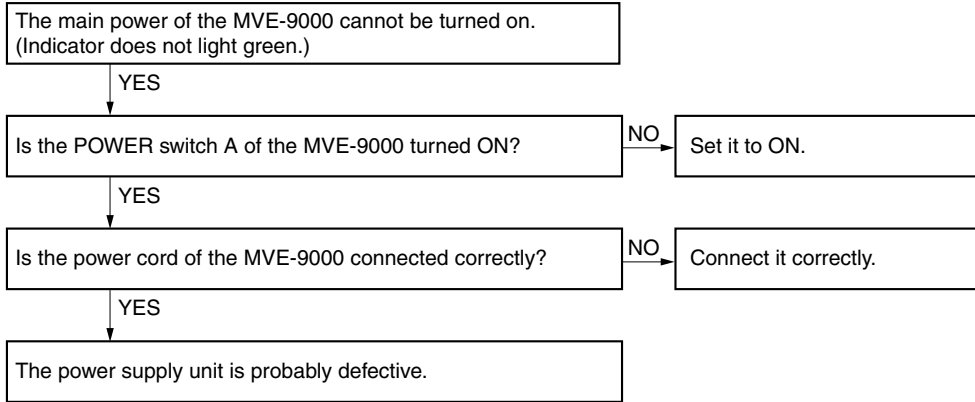 The main power of the MVE-9000 cannot be turned on.
(Indicator does not light green.)
YES
Is the POWER switch A of the MVE-9000 turned ON?
NO
Set it to ON.
YES
Is the power cord of the MVE-9000 connected correctly?
NO
Connect it correctly.
YES
The power supply unit is probably defective.